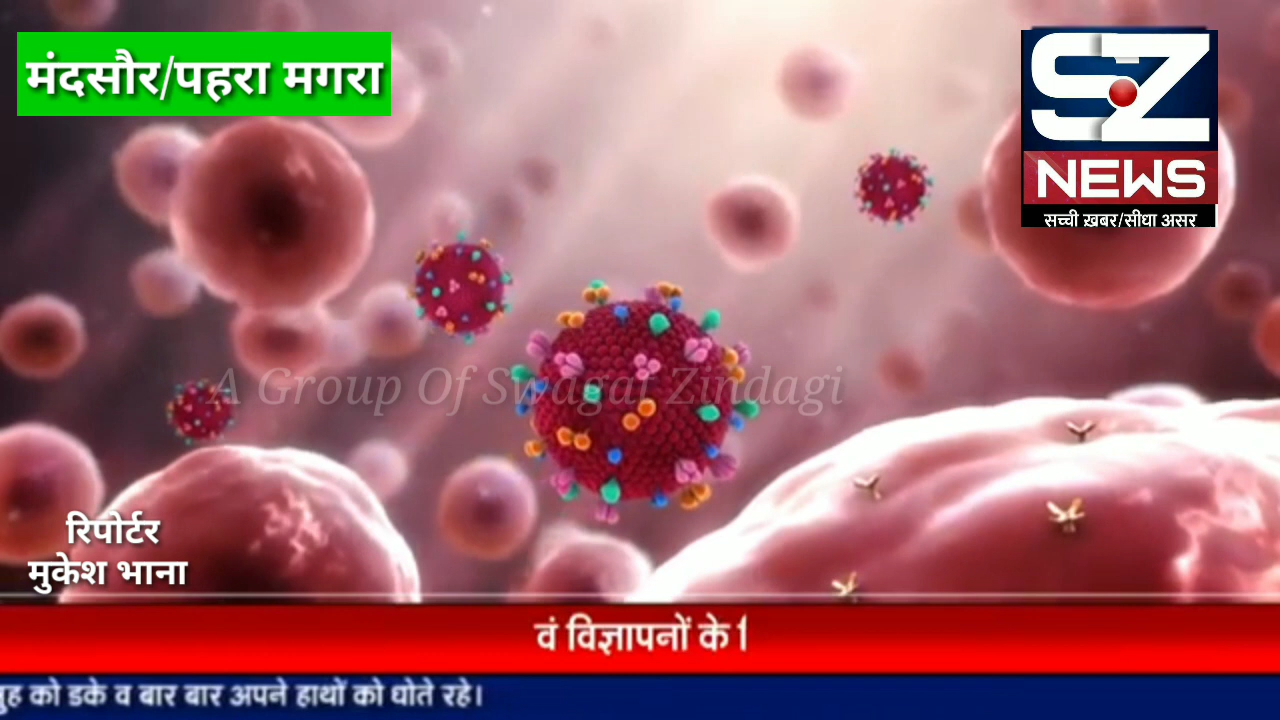 मंदसौर/पहरा मगरा
SZ
NEWS
सच्ची ख़बर/सीधा असर
A Group Of Swagat Zindagi
रिपोर्टर
मुकेश भाना
वं विज्ञापनों के
को डके व बार बार अपने हाथों को धोते रहे।